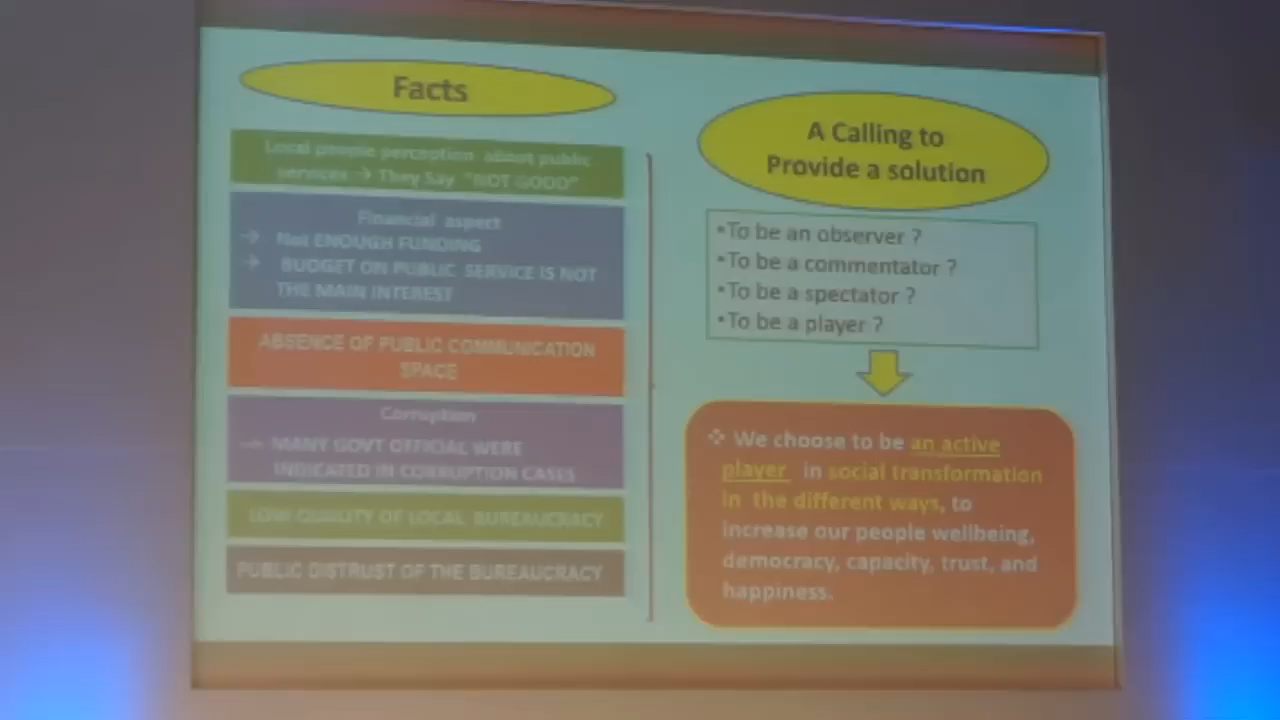 Facts
Local people perception about public
services → They Say "NOT GOOD"
Financial aspect
→ Not ENOUGH FUNDING
→ BUDGET ON PUBLIC SERVICE IS NOT
THE MAIN INTEREST
ABSENCE OF PUBLIC COMMUNICATION
SPACE
Corruption
→ MANY GOVT OFFICIAL WERE
INDICATED IN CORRUPTION CASES
LOW QUALITY OF LOCAL BUREAUCRACY
PUBLIC DISTRUST OF THE BUREAUCRACY
A Calling to
Provide a solution
•To be an observer ?
•To be a commentator ?
•To be a spectator ?
•To be a player ?
❖ We choose to be an active
player in social transformation
in the different ways, to
increase our people wellbeing,
democracy, capacity, trust, and
happiness.